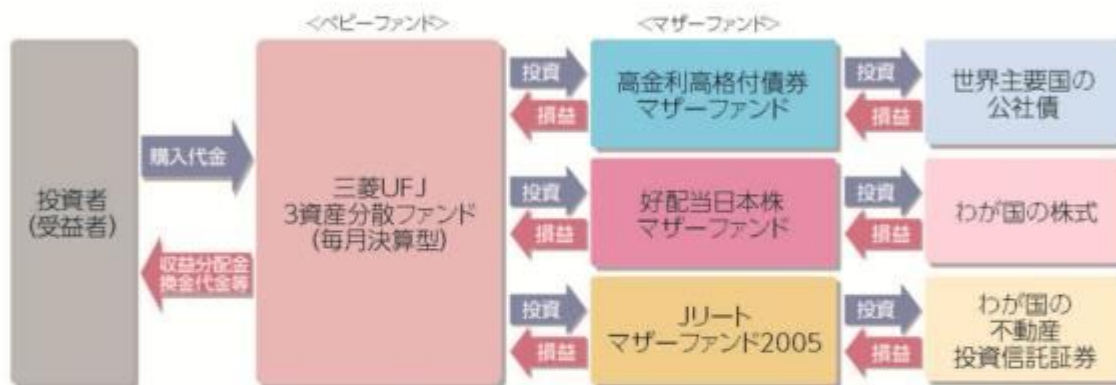 <ベビーファンド>
<マザーファンド>
投資者
(受益者)
購入代金
収益分配金
換金代金等
三菱UFJ
3資産分散ファンド
(毎月決算型)
投資
損益
高金利高格付債券
マザーファンド
投資
損益
世界主要国の
公社債
投資
損益
好配当日本株
マザーファンド
投資
損益
わが国の株式
投資
損益
Jリート
マザーファンド2005
投資
損益
わが国の
不動産
投資信託証券